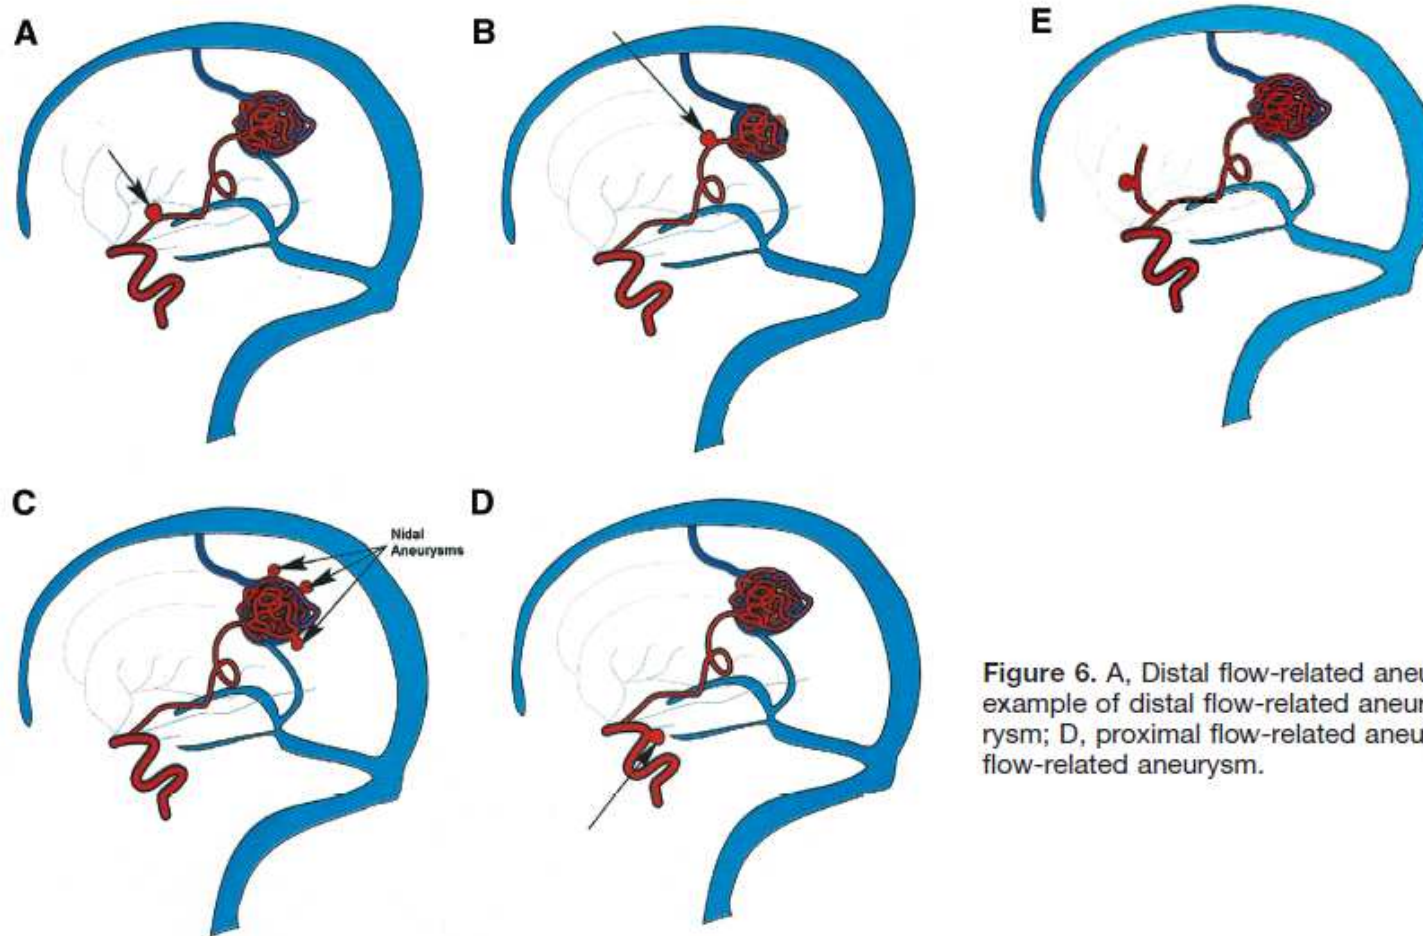 A
B
E
C
Nidal
Aneurysms
D
Figure 6. A, Distal flow-related aneu
example of distal flow-related aneur
rysm; D, proximal flow-related aneu
flow-related aneurysm.